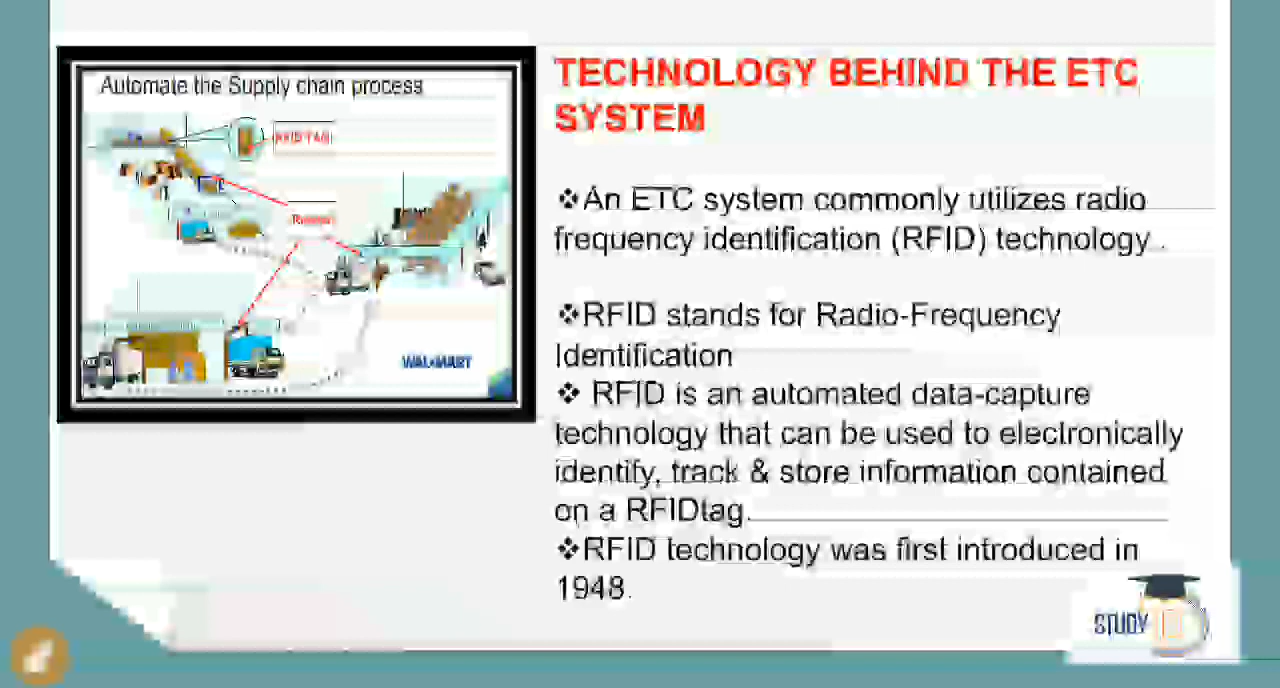 Automate the Supply chain process
RFID TAG
WAL★MART
TECHNOLOGY BEHIND THE ETC
SYSTEM
❖An ETC system commonly utilizes radio
frequency identification (RFID) technology .
❖RFID stands for Radio-Frequency
Identification
❖ RFID is an automated data-capture
technology that can be used to electronically
identify, track & store information contained
on a RFIDtag.
❖RFID technology was first introduced in
1948.
STUDY